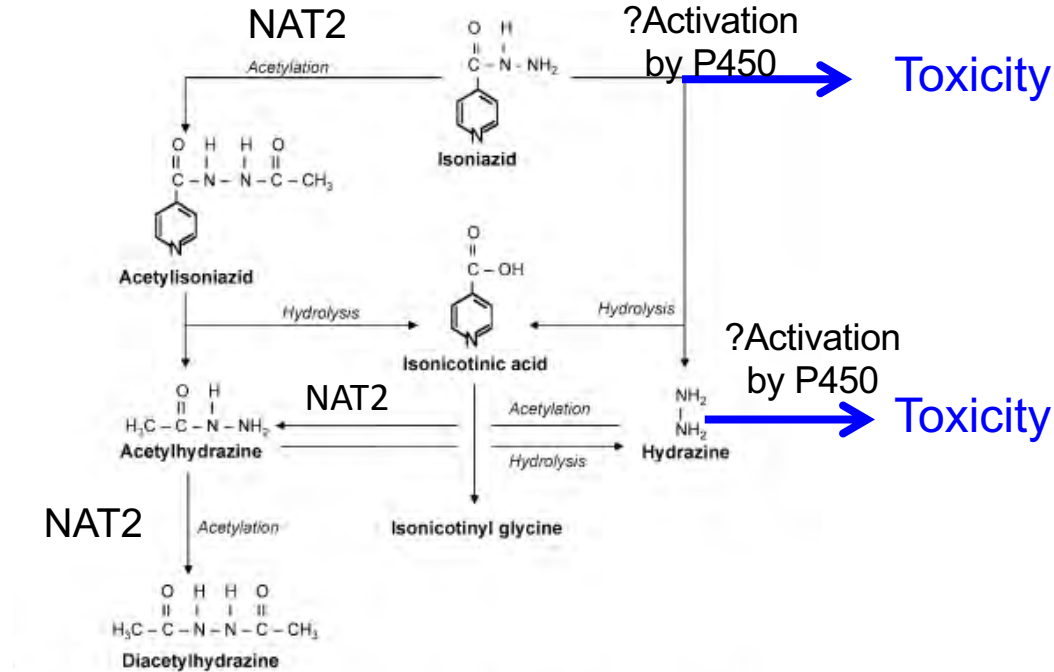 NAT2
Acetylation
O H
C – N – NH₂
N
Isoniazid
?Activation
by P450
Toxicity
O H H O
C – N – N – C – CH₃
N
Acetylisoniazid
O
C – OH
N
Isonicotinic acid
Hydrolysis
Hydrolysis
?Activation
by P450
Toxicity
O H
H₃C – C – N – NH₂
Acetylhydrazine
NAT2
Acetylation
Hydrolysis
NH₂
NH₂
Hydrazine
NAT2
Acetylation
Isonicotinyl glycine
O H H O
H₃C – C – N – N – C – CH₃
Diacetylhydrazine